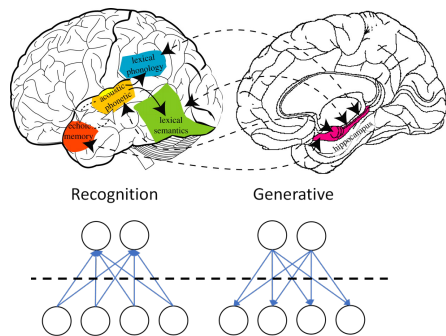 lexical
phonology
acoustic
phonetic
echoic
memory
lexical
semantics
hippocampus
Recognition
Generative